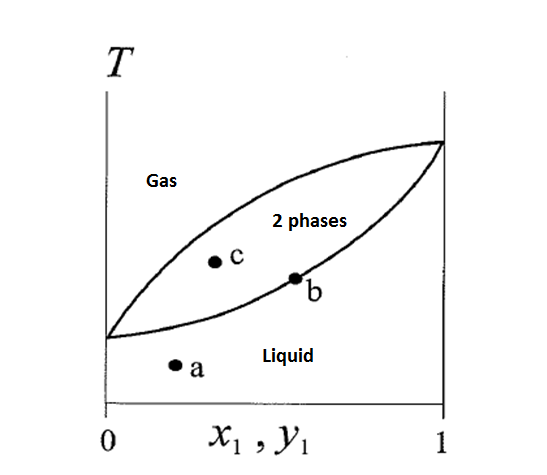 T
Gas
2 phases
c
b
Liquid
a
0
x₁ , y₁
1